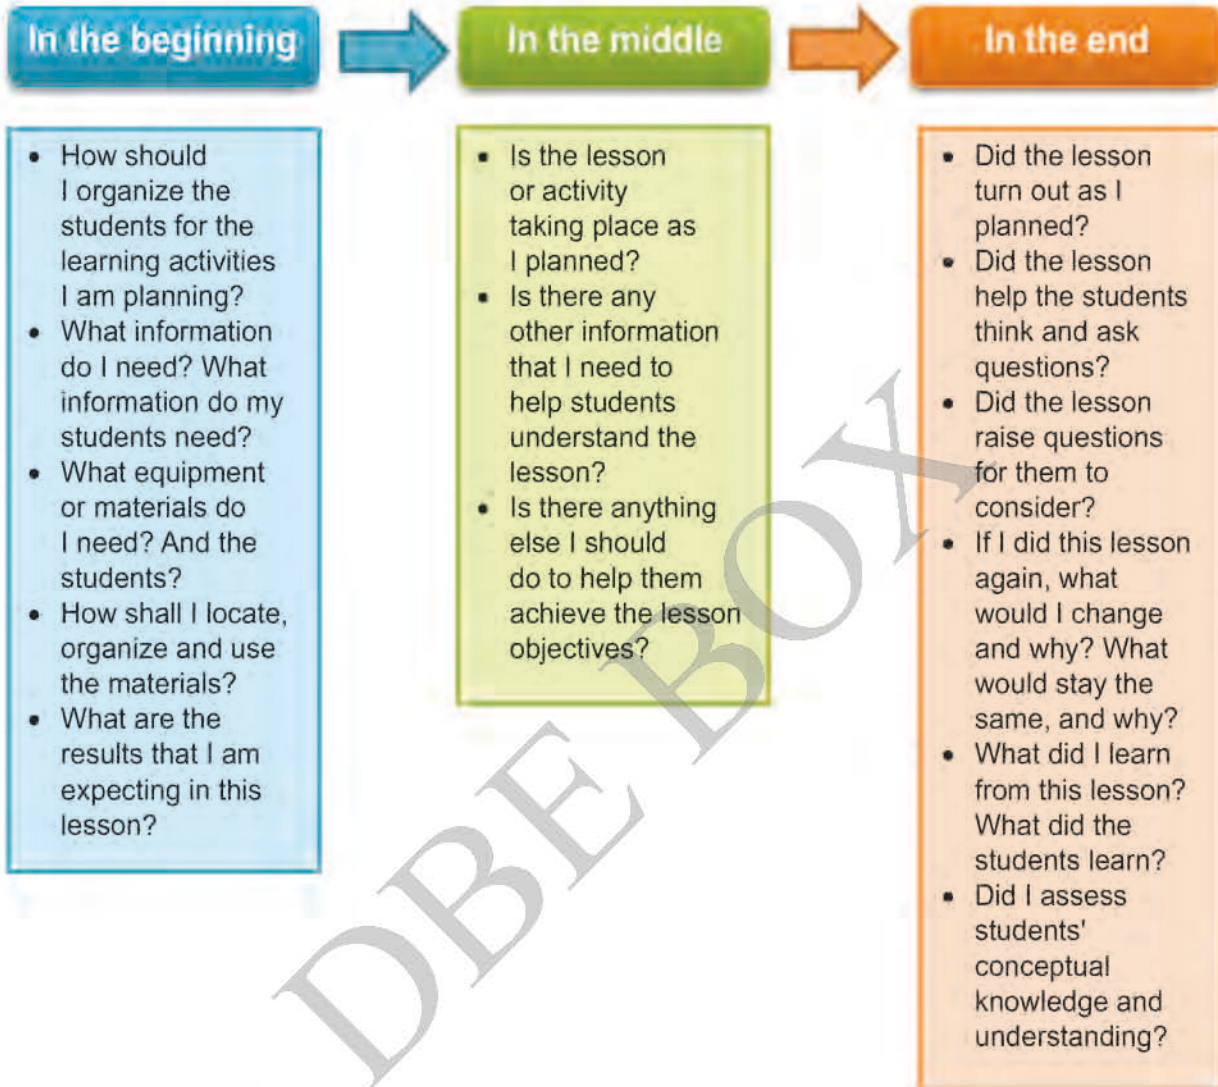 In the beginning
• How should
I organize the
students for the
learning activities
I am planning?
• What information
do I need? What
information do my
students need?
• What equipment
or materials do
I need? And the
students?
• How shall I locate,
organize and use
the materials?
• What are the
results that I am
expecting in this
lesson?
In the middle
▪ Is the lesson
or activity
taking place as
I planned?
• Is there any
other information
that I need to
help students
understand the
lesson?
• Is there anything
else I should
do to help them
achieve the lesson
objectives?
In the end
• Did the lesson
turn out as I
planned?
• Did the lesson
help the students
think and ask
questions?
• Did the lesson
raise questions
for them to
consider?
• If I did this lesson
again, what
would I change
and why? What
would stay the
same, and why?
• What did I learn
from this lesson?
What did the
students learn?
• Did I assess
students'
conceptual
knowledge and
understanding?
DBE BOX